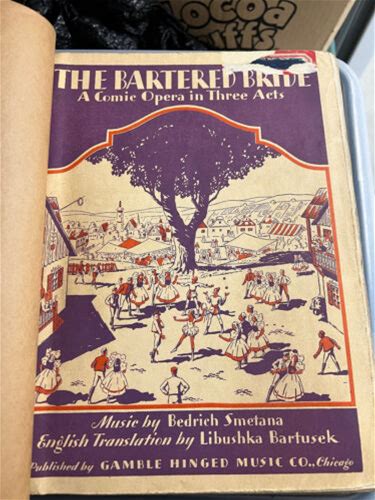 Cocoa
Puffs
THE BARTERED BRIDE
A Comic Opera in Three Acts
Music by Bedrich Smetana
English Translation by Libushka Bartusek
Published by GAMBLE HINGED MUSIC CO., Chicago